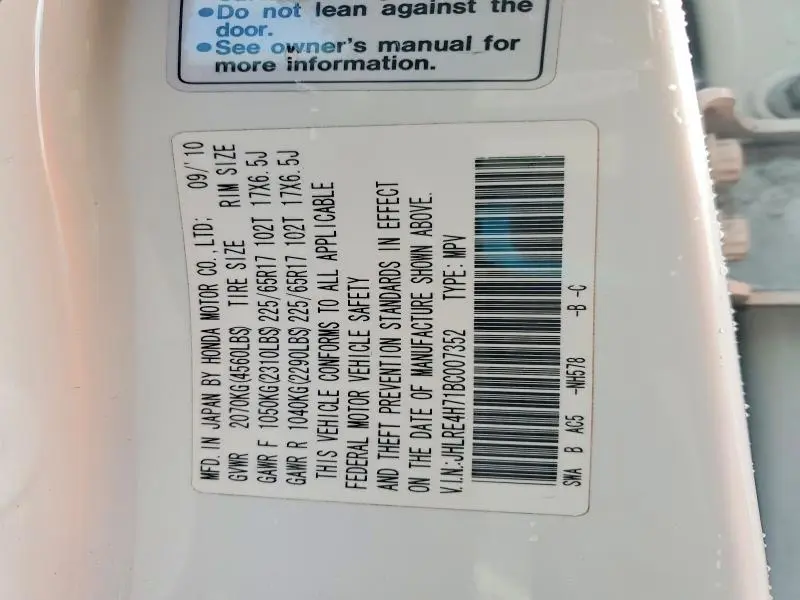 ●Do not lean against the
door.
●See owner's manual for
more information.
MFD. IN JAPAN BY HONDA MOTOR CO.,LTD; 09/'10
GVWR 2070KG(4560LBS) TIRE SIZE RIM SIZE
GAWR F 1050KG(2310LBS)225/65R17 102T 17X6.5J
GAWR R 1040KG(2290LBS)225/65R17 102T 17X6.5J
THIS VEHICLE CONFORMS TO ALL APPLICABLE
FEDERAL MOTOR VEHICLE SAFETY
AND THEFT PREVENTION STANDARDS IN EFFECT
ON THE DATE OF MANUFACTURE SHOWN ABOVE.
V.I.N.:JHLRE4H71BC007352 TYPE: MPV
SWA B AC5 -NH578 -B -C